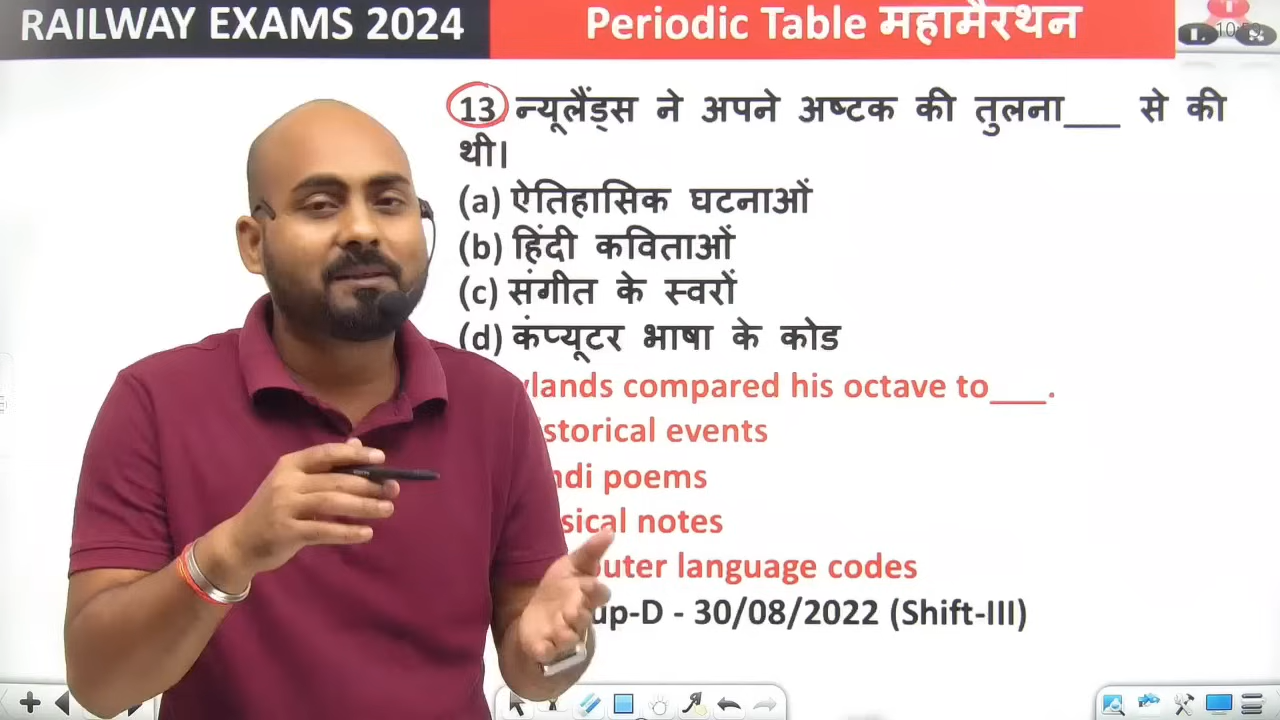 RAILWAY EXAMS 2024
Periodic Table महामैरथन
13 न्यूलैंड्स ने अपने अष्टक की तुलना___ से की
थी।
(a) ऐतिहासिक घटनाओं
(b) हिंदी कविताओं
(c) संगीत के स्वरों
(d) कंप्यूटर भाषा के कोड
compared his octave to___.
events
poems
notes
language codes
- 30/08/2022 (Shift-III)